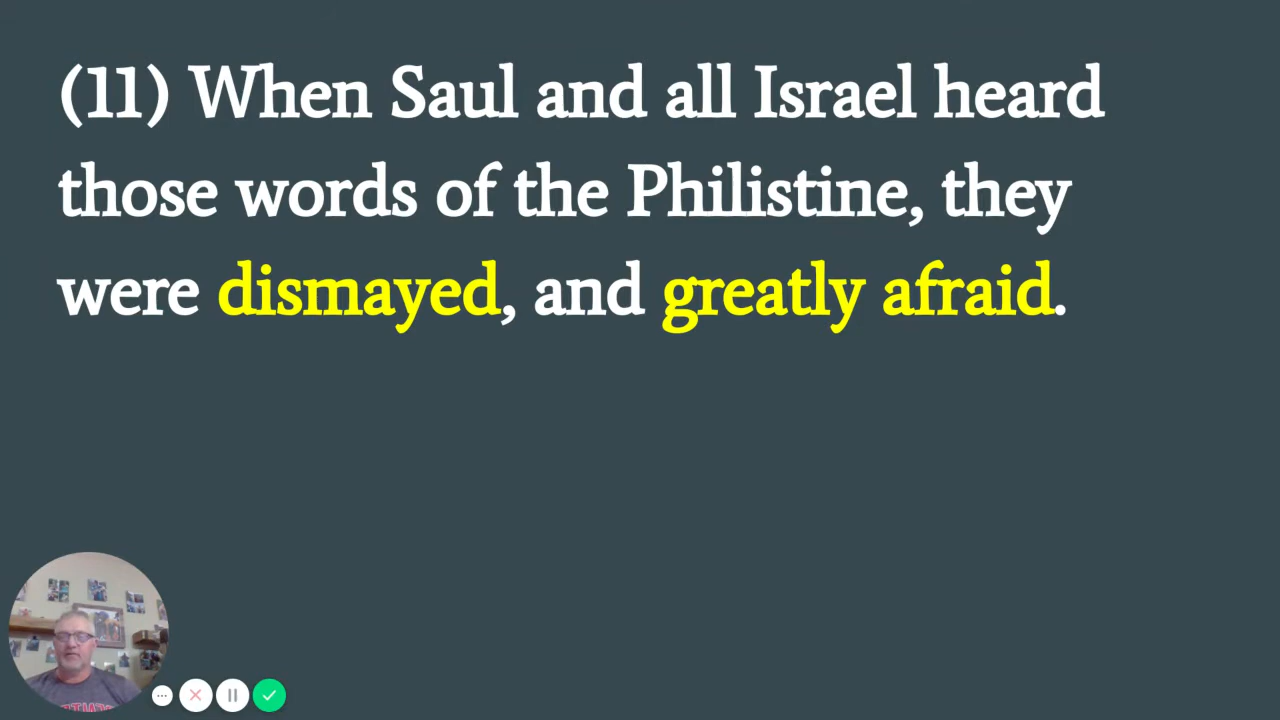 (11) When Saul and all Israel heard
those words of the Philistine, they
were dismayed, and greatly afraid.